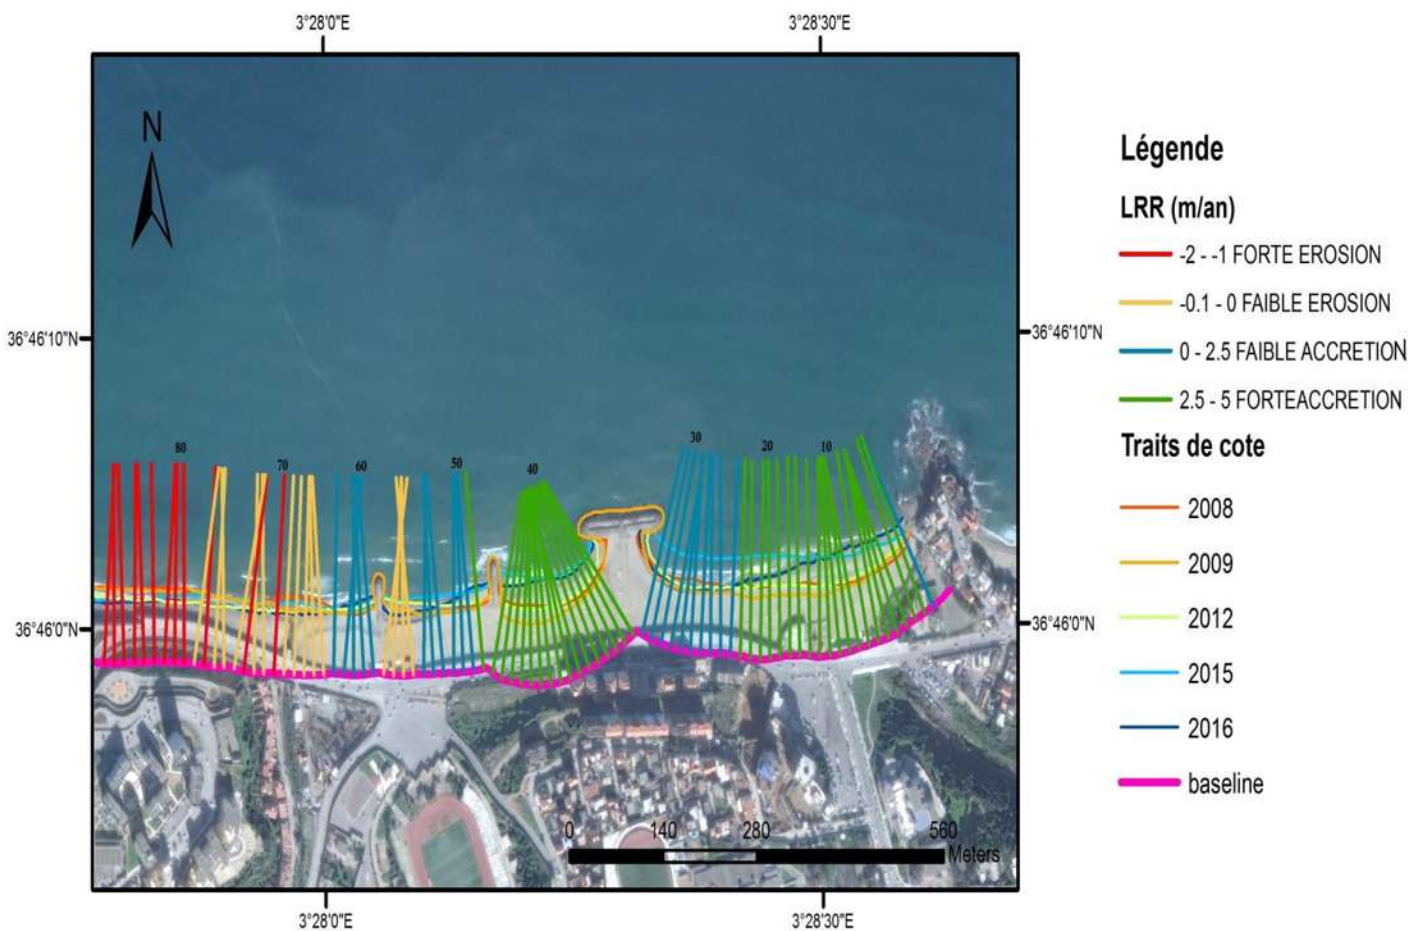 3°28'0"E
3°28'30"E
N
36°46'10"N
36°46'10"N
80
70
60
50
40
30
20
10
36°46'0"N
36°46'0"N
0 140 280 560
Meters
3°28'0"E
3°28'30"E
Légende
LRR (m/an)
-2 - -1 FORTE EROSION
-0.1 - 0 FAIBLE EROSION
0 - 2.5 FAIBLE ACCRETION
2.5 - 5 FORTEACCRETION
Traits de cote
2008
2009
2012
2015
2016
baseline